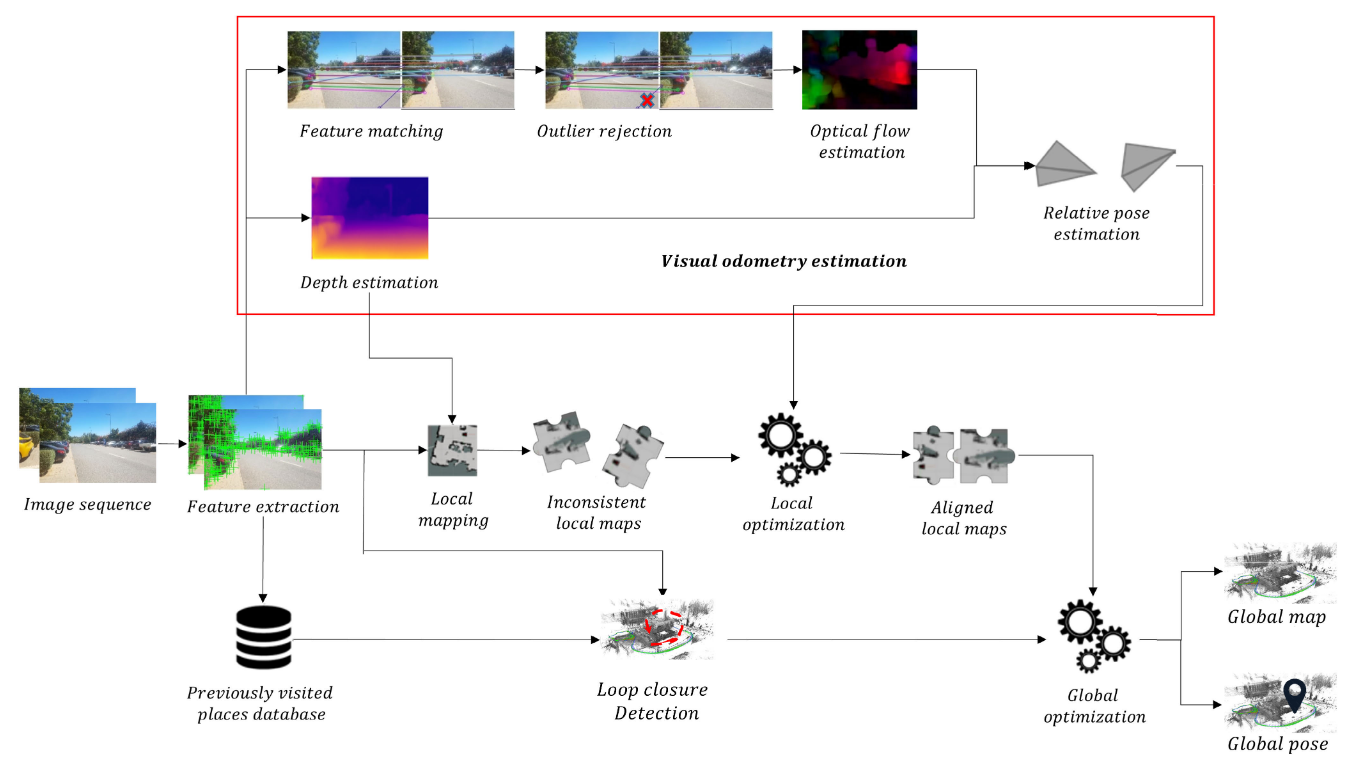 Feature matching
Outlier rejection
Optical flow
estimation
Relative pose
estimation
Visual odometry estimation
Depth estimation
Image sequence
Feature extraction
Local
mapping
Inconsistent
local maps
Local
optimization
Aligned
local maps
Global map
Previously visited
places database
Loop closure
Detection
Global
optimization
Global pose